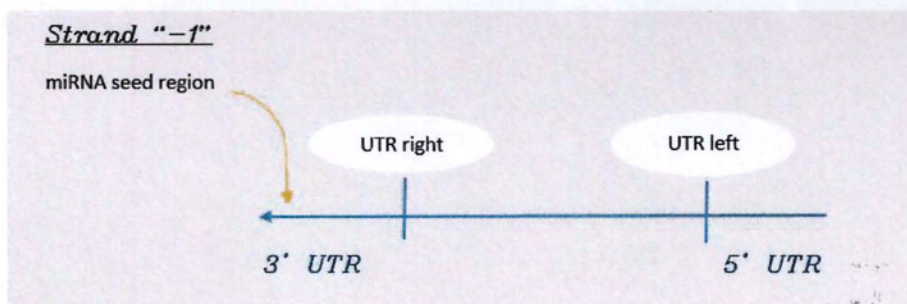 Strand “−1”
miRNA seed region
UTR right
UTR left
3' UTR
5' UTR